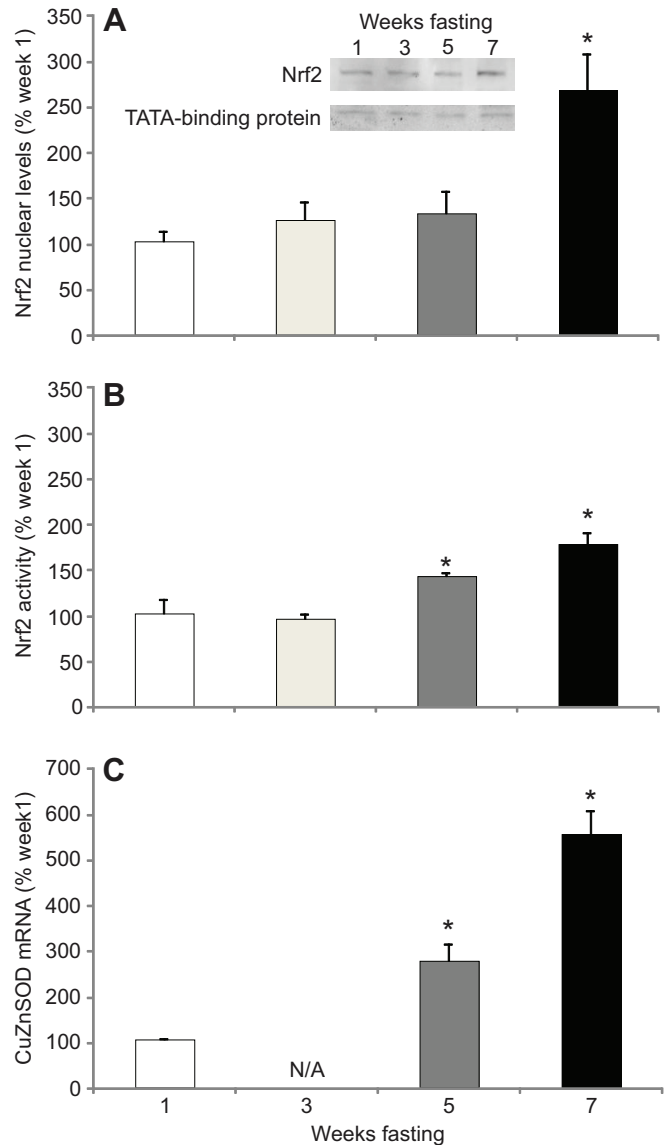 A
Weeks fasting
1 3 5 7
Nrf2
TATA-binding protein
*
350
300
250
200
150
100
50
0
Nrf2 nuclear levels (% week 1)
B
*
*
350
300
250
200
150
100
50
0
Nrf2 activity (% week 1)
C
*
*
700
600
500
400
300
200
100
0
CuZnSOD mRNA (% week1)
N/A
1 3 5 7
Weeks fasting